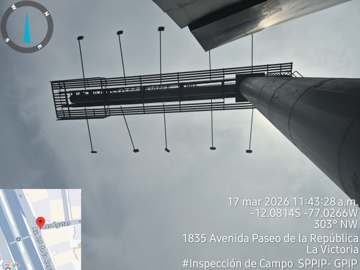 17 mar 2026 11:43:28 a.m.
-12.0814S -77.0266W
303° NW
1835 Avenida Paseo de la República
La Victoria
#Inspección de Campo SPPIP- GPIP